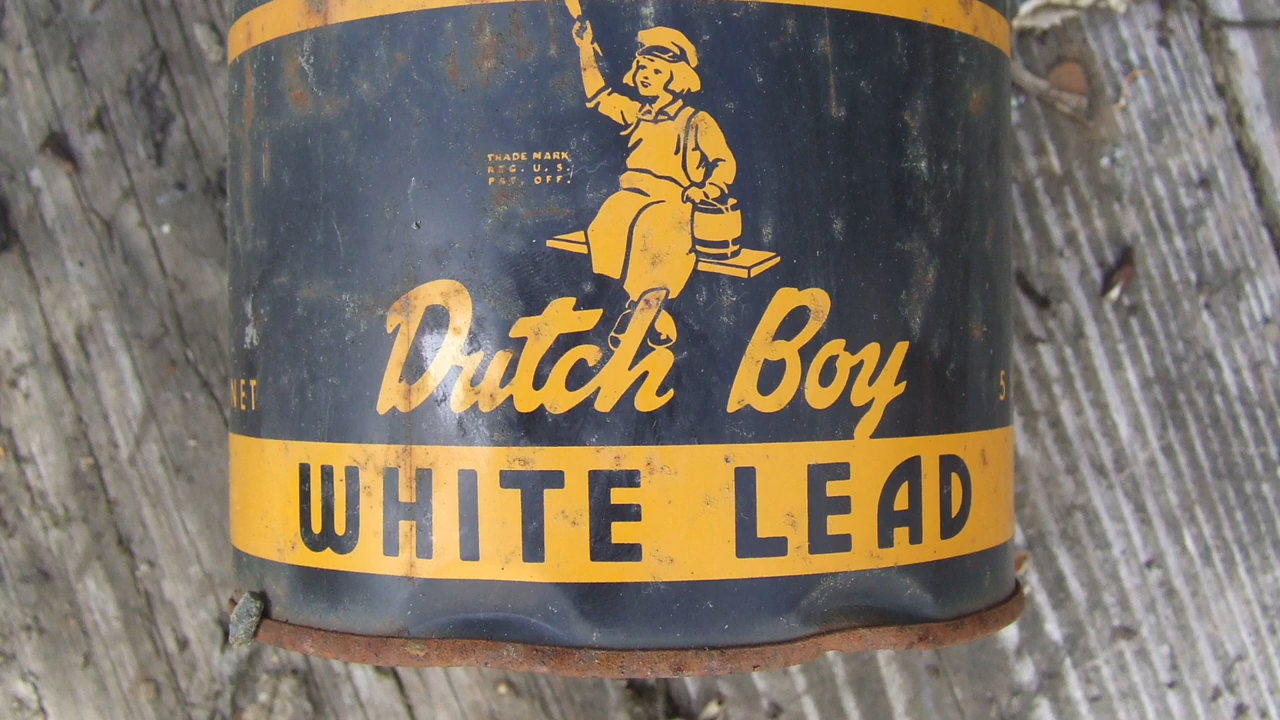 TRADE MARK
REG. U. S.
PAT. OFF.
Dutch Boy
NET
5
WHITE LEAD